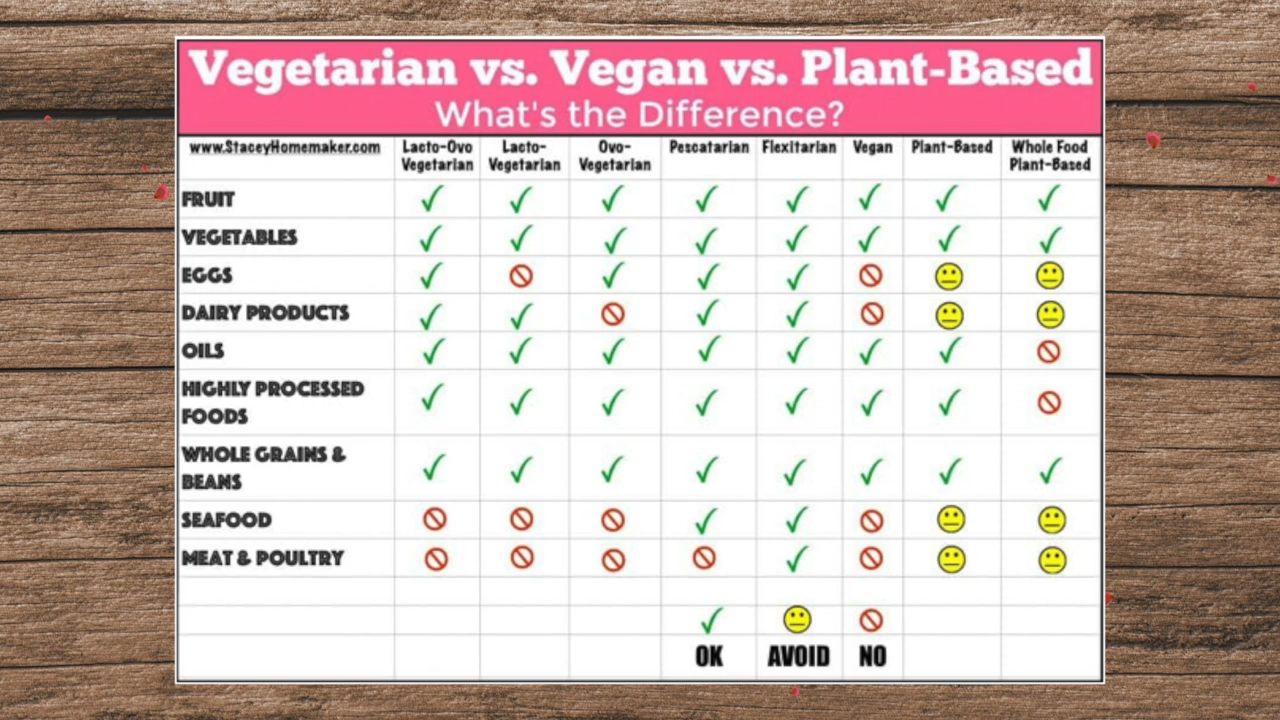 Vegetarian vs. Vegan vs. Plant-Based
What's the Difference?
www.StaceyHomemaker.com Lacto-Ovo Vegetarian Lacto-Vegetarian Ovo-Vegetarian Pescatarian Flexitarian Vegan Plant-Based Whole Food Plant-Based
FRUIT
VEGETABLES
EGGS
DAIRY PRODUCTS
OILS
HIGHLY PROCESSED
FOODS
WHOLE GRAINS &
BEANS
SEAFOOD
MEAT & POULTRY
OK AVOID NO